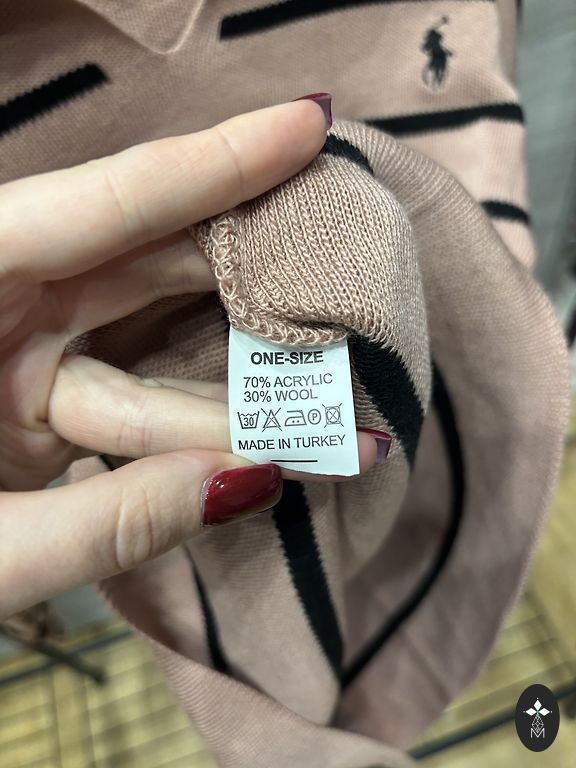 ONE-SIZE
70% ACRYLIC
30% WOOL
30 P
MADE IN TURKEY
M